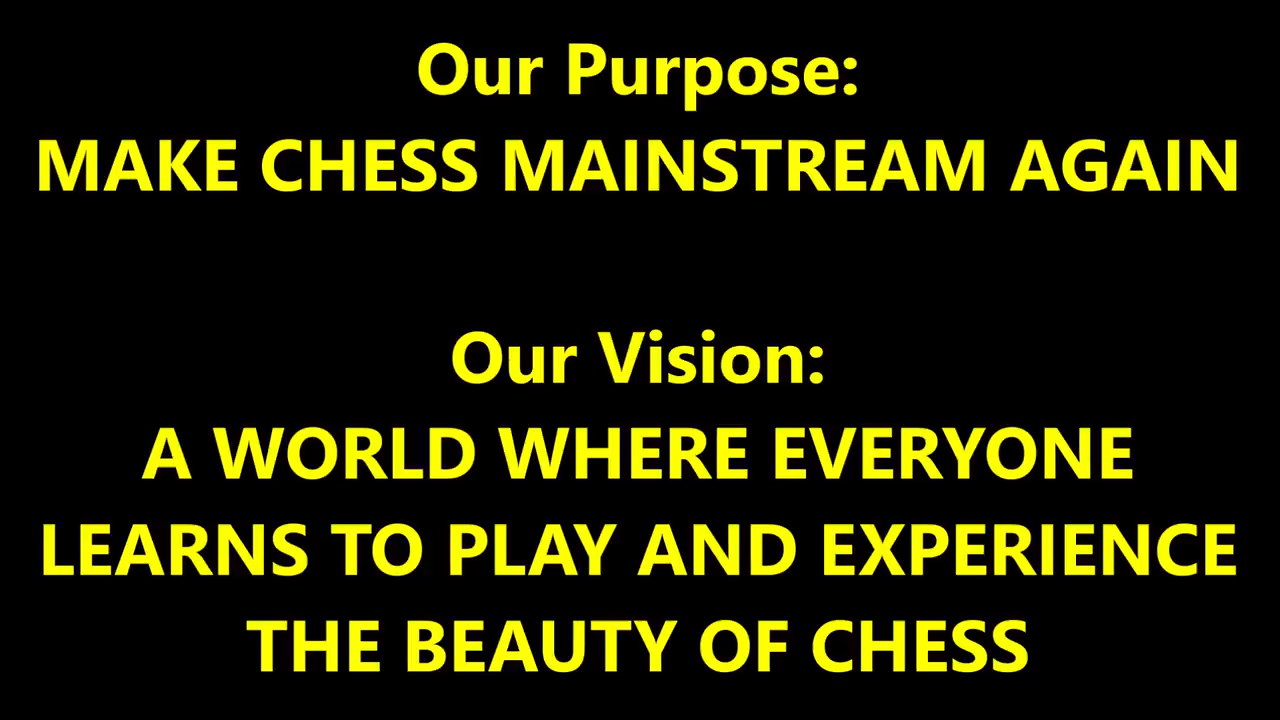 Our Purpose:
MAKE CHESS MAINSTREAM AGAIN
Our Vision:
A WORLD WHERE EVERYONE
LEARNS TO PLAY AND EXPERIENCE
THE BEAUTY OF CHESS